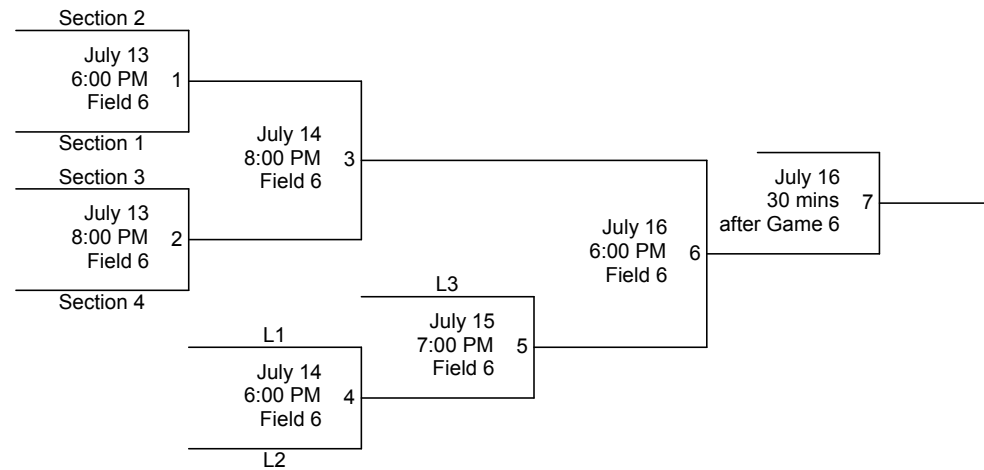 Section 2
July 13
6:00 PM
1
Field 6
Section 1
Section 3
July 13
8:00 PM
2
Field 6
Section 4
July 14
8:00 PM
3
Field 6
L1
July 14
6:00 PM
4
Field 6
L2
L3
July 15
7:00 PM
5
Field 6
July 16
6:00 PM
6
Field 6
July 16
30 mins
7
after Game 6